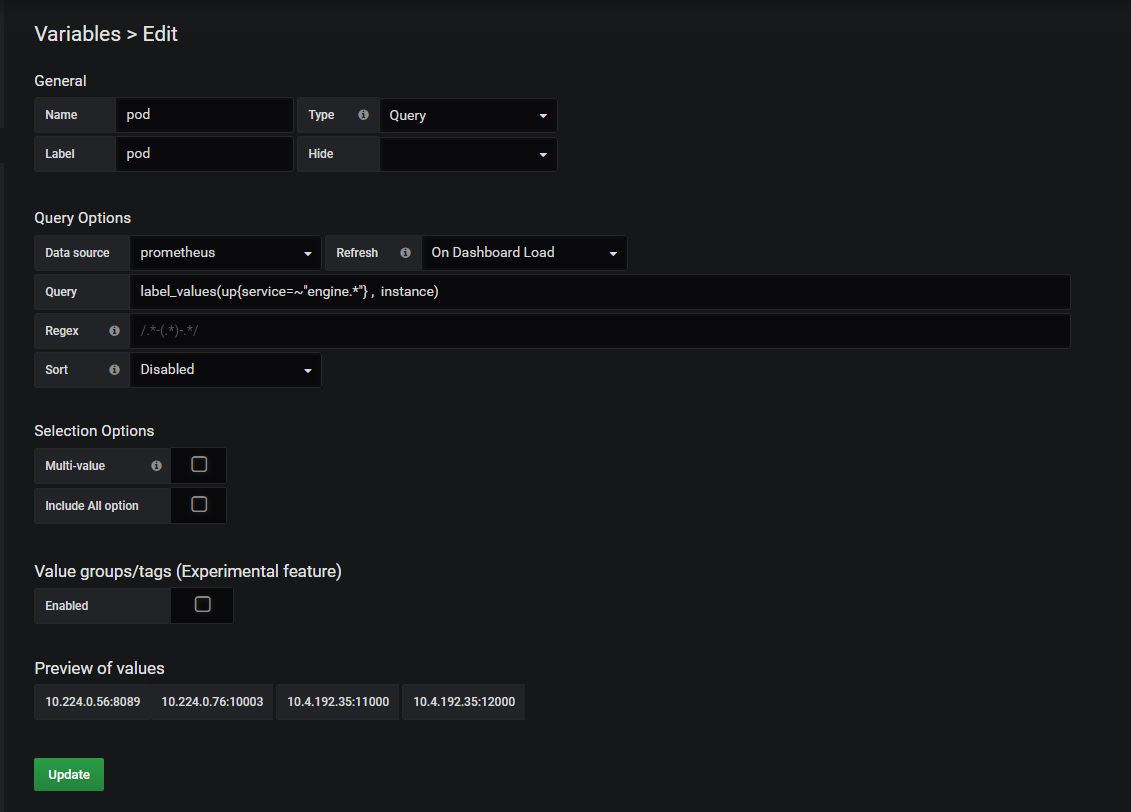 Variables > Edit
General
Name pod Type Query
Label pod Hide
Query Options
Data source prometheus Refresh On Dashboard Load
Query label_values(up{service=~"engine.*"} , instance)
Regex /.*-(.*)-.*/
Sort Disabled
Selection Options
Multi-value
Include All option
Value groups/tags (Experimental feature)
Enabled
Preview of values
10.224.0.56:8089 10.224.0.76:10003 10.4.192.35:11000 10.4.192.35:12000
Update